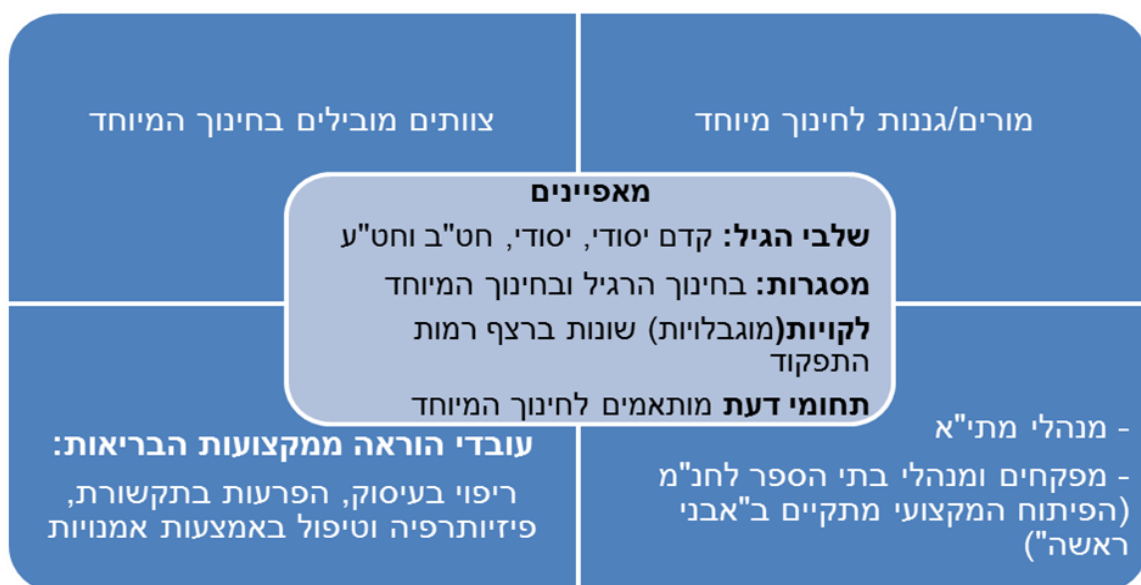 מורים/גננות לחינוך מיוחד
צוותים מובילים בחינוך המיוחד
מאפיינים
שלבי הגיל: קדם יסודי, יסודי, חט"ב וחט"ע
מסגרות: בחינוך הרגיל ובחינוך המיוחד
לקויות(מוגבלויות) שונות ברצף רמות
התפקוד
תחומי דעת מותאמים לחינוך המיוחד
- מנהלי מתי"א
- מפקחים ומנהלי בתי הספר לחנ"מ
(הפיתוח המקצועי מתקיים ב"אבני
ראשה")
עובדי הוראה ממקצועות הבריאות:
ריפוי בעיסוק, הפרעות בתקשורת,
פיזיותרפיה וטיפול באמצעות אמנויות